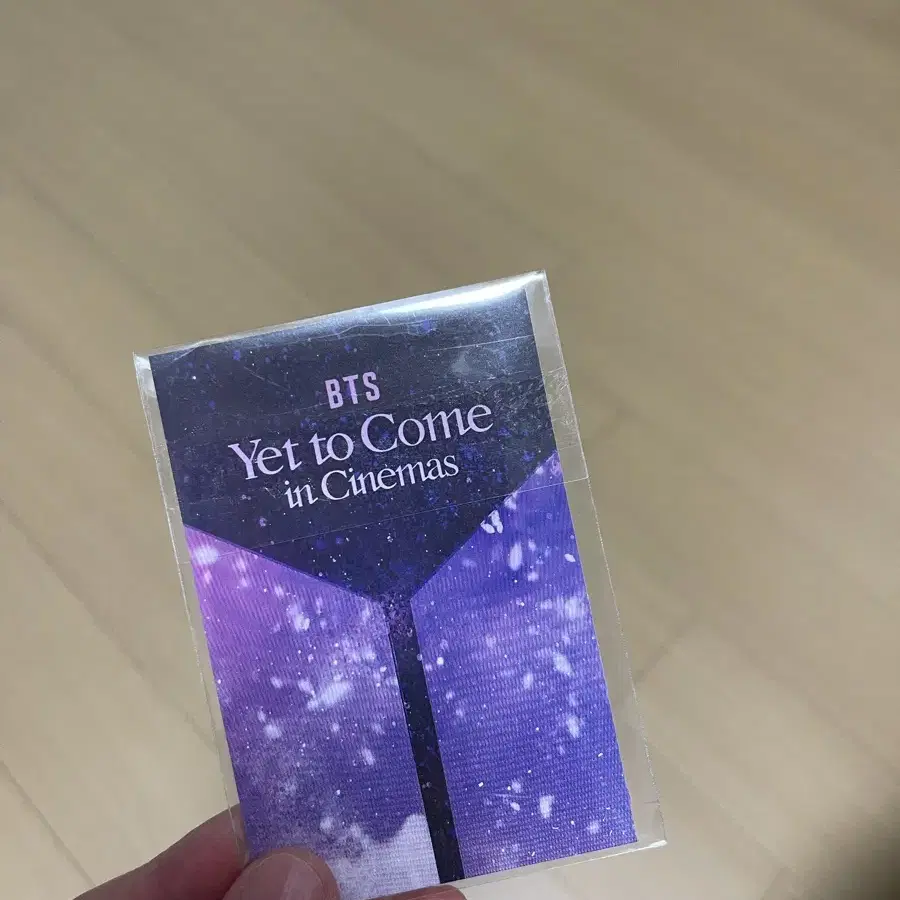 BTS
Yet to Come
in Cinemas